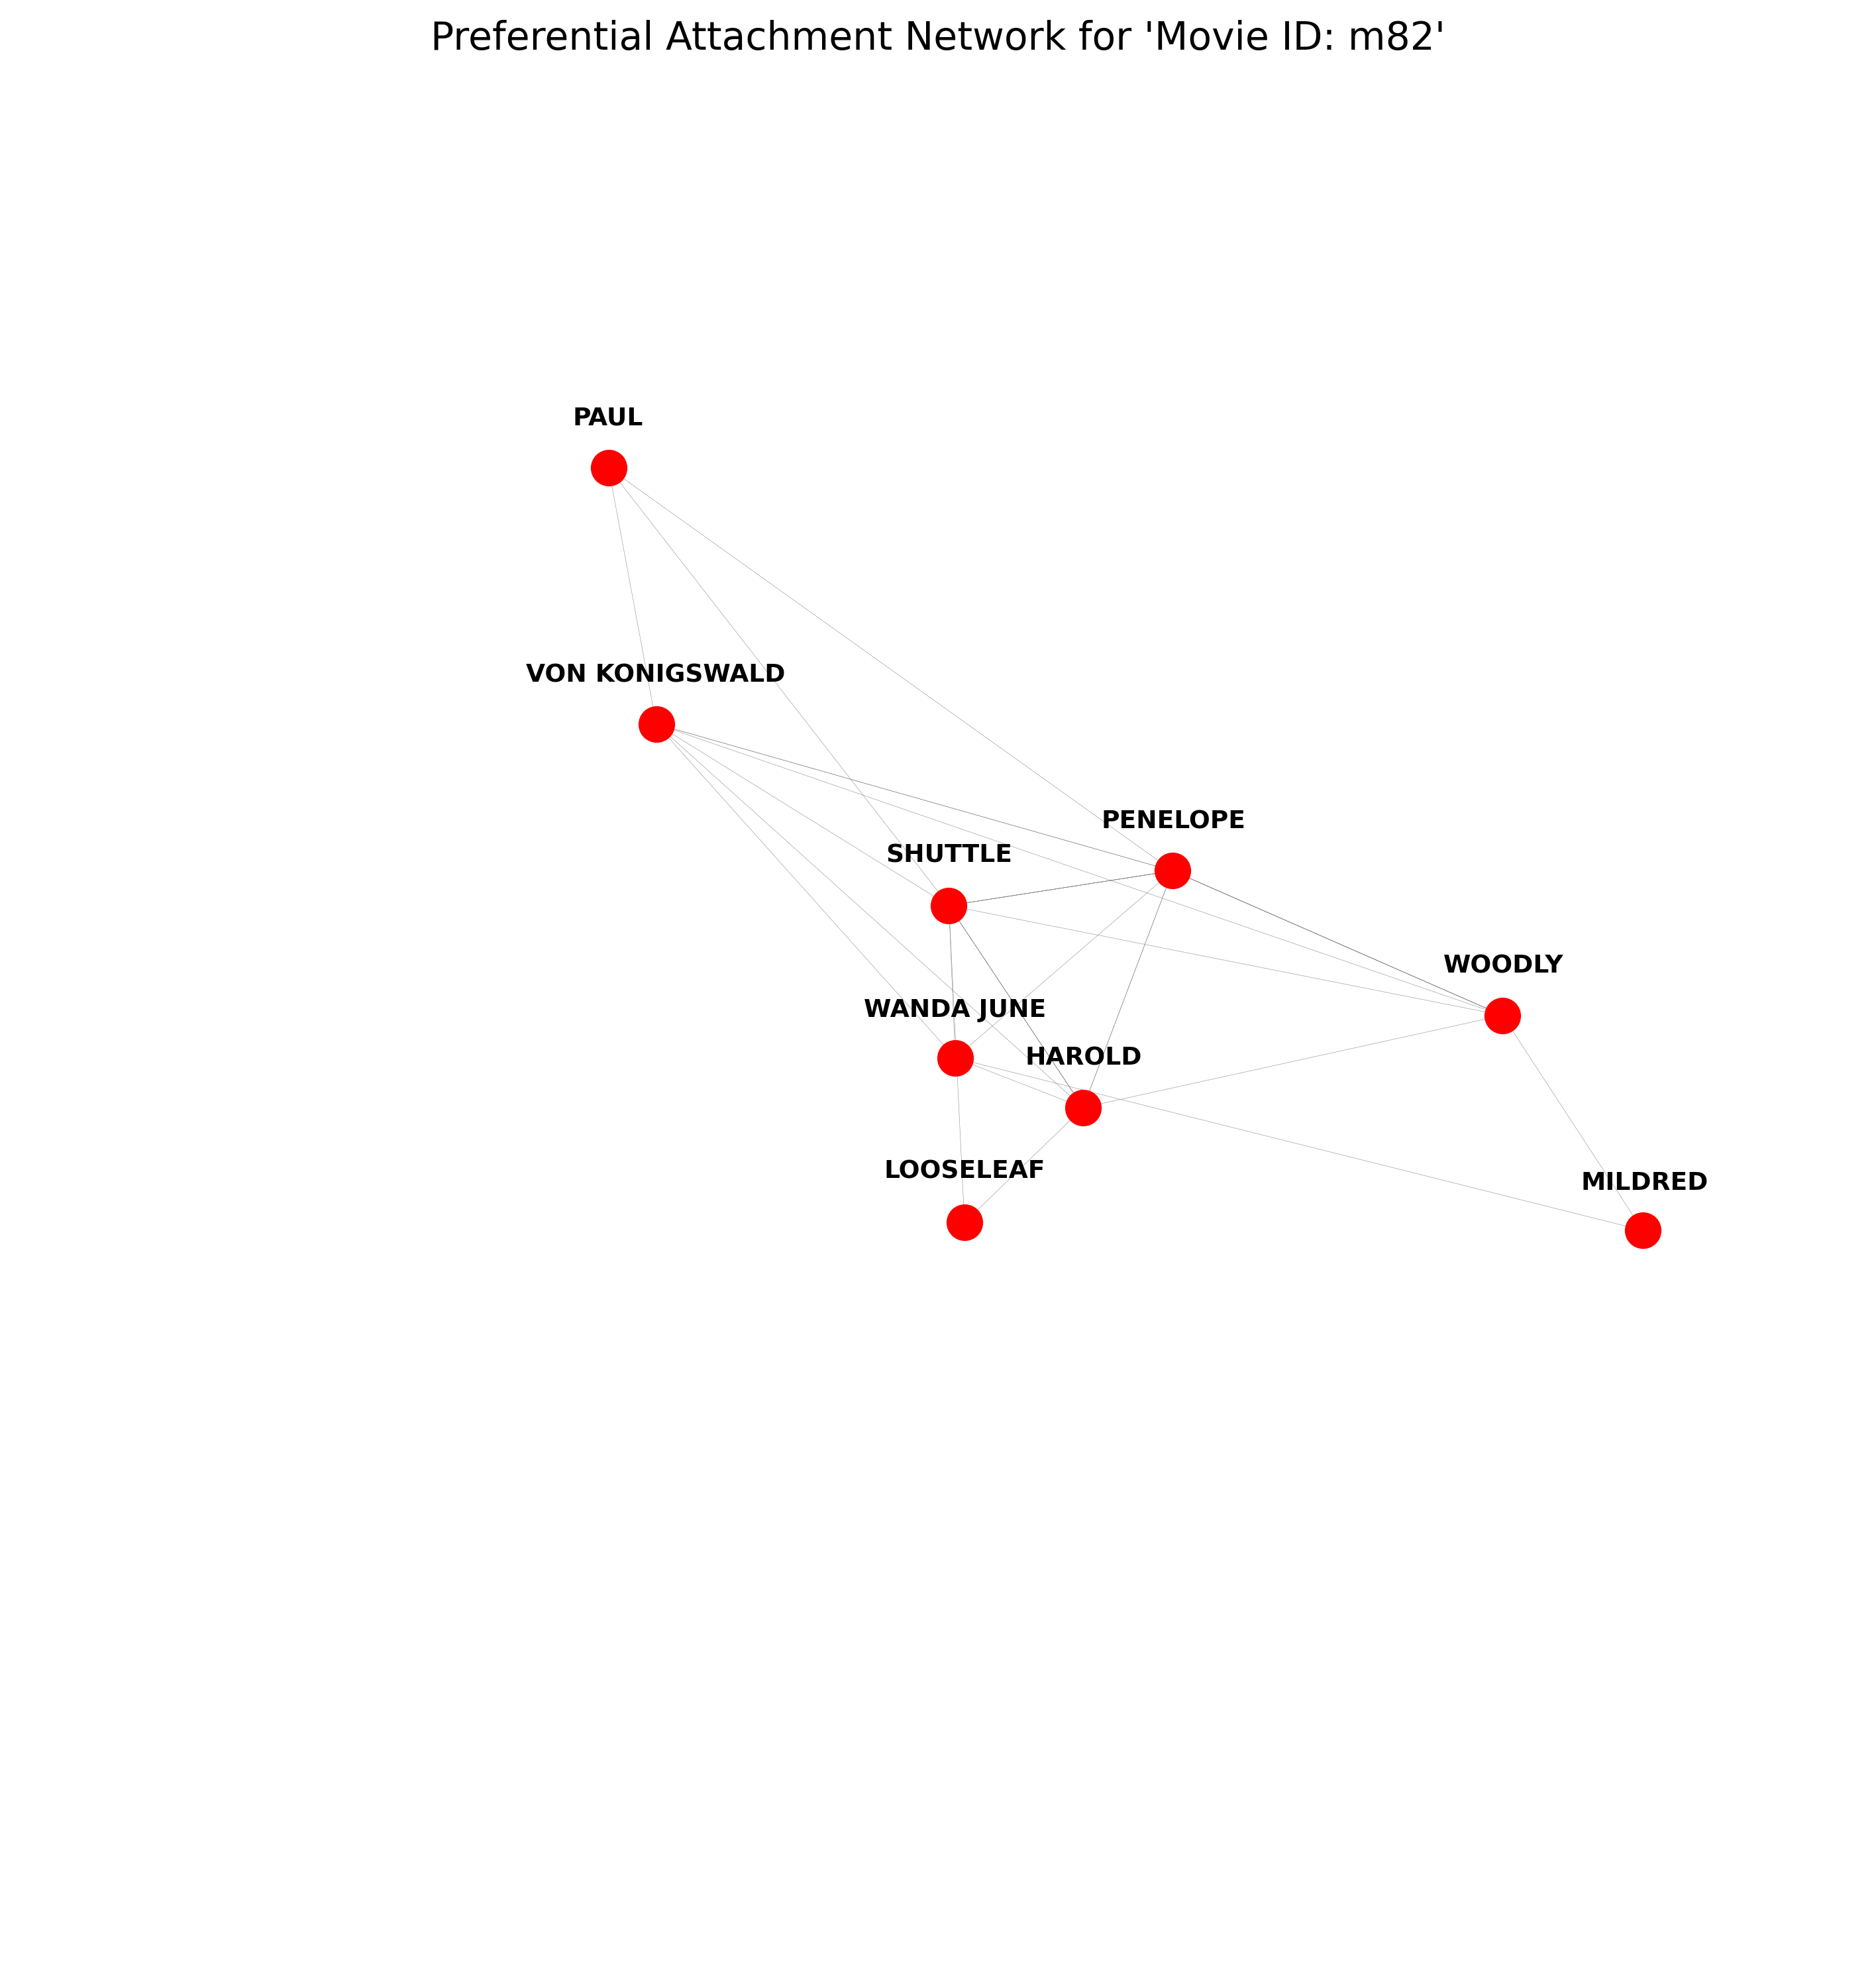 Preferential Attachment Network for 'Movie ID: m82'
PAUL
VON KONIGSWALD
PENELOPE
SHUTTLE
WOODLY
WANDA JUNE
HAROLD
LOOSELEAF
MILDRED